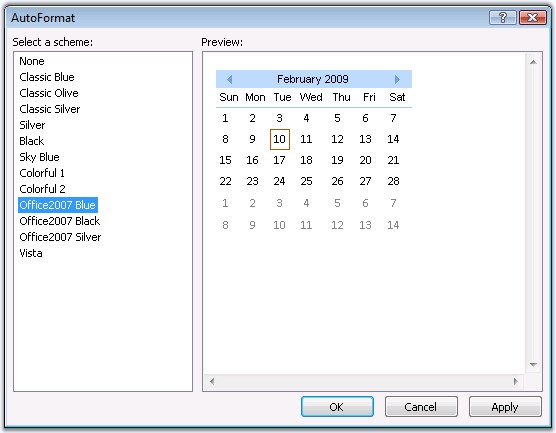 AutoFormat
Select a scheme:
None
Classic Blue
Classic Olive
Classic Silver
Silver
Black
Sky Blue
Colorful 1
Colorful 2
Office2007 Blue
Office2007 Black
Office2007 Silver
Vista
Preview:
February 2009
Sun Mon Tue Wed Thu Fri Sat
1 2 3 4 5 6 7
8 9 10 11 12 13 14
15 16 17 18 19 20 21
22 23 24 25 26 27 28
1 2 3 4 5 6 7
8 9 10 11 12 13 14
OK Cancel Apply